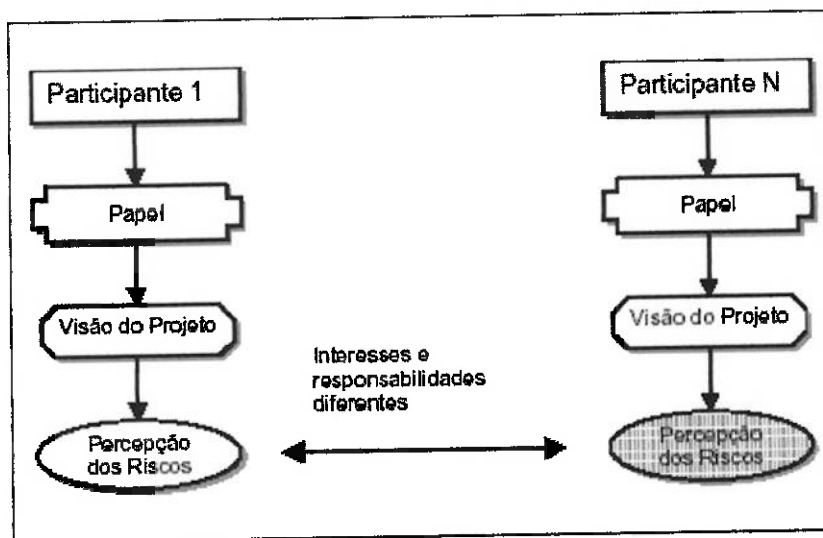 Participante 1
Papel
Visão do Projeto
Percepção
dos Riscos
Interesses e
responsabilidades
diferentes
Participante N
Papel
Visão do Projeto
Percepção
dos Riscos